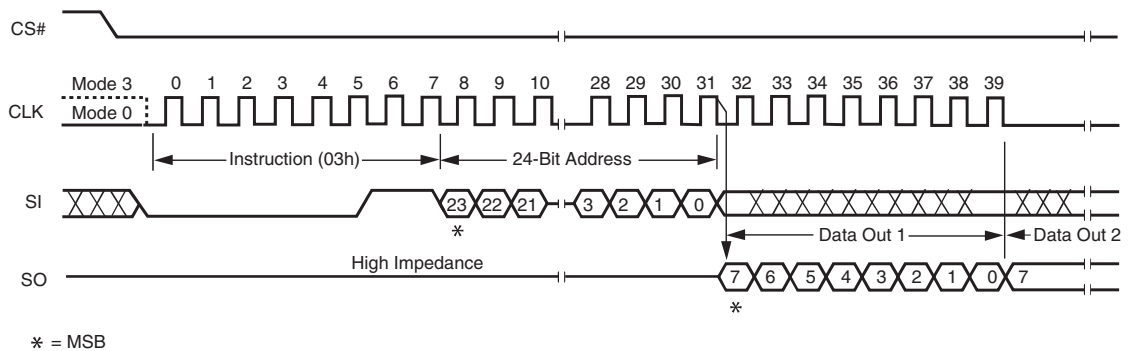 CS#
Mode 3 0 1 2 3 4 5 6 7 8 9 10 28 29 30 31 32 33 34 35 36 37 38 39
CLK Mode 0
Instruction (03h) 24-Bit Address
SI 23 22 21 3 2 1 0
* Data Out 1 Data Out 2
High Impedance
SO 7 6 5 4 3 2 1 0 7
*
* = MSB